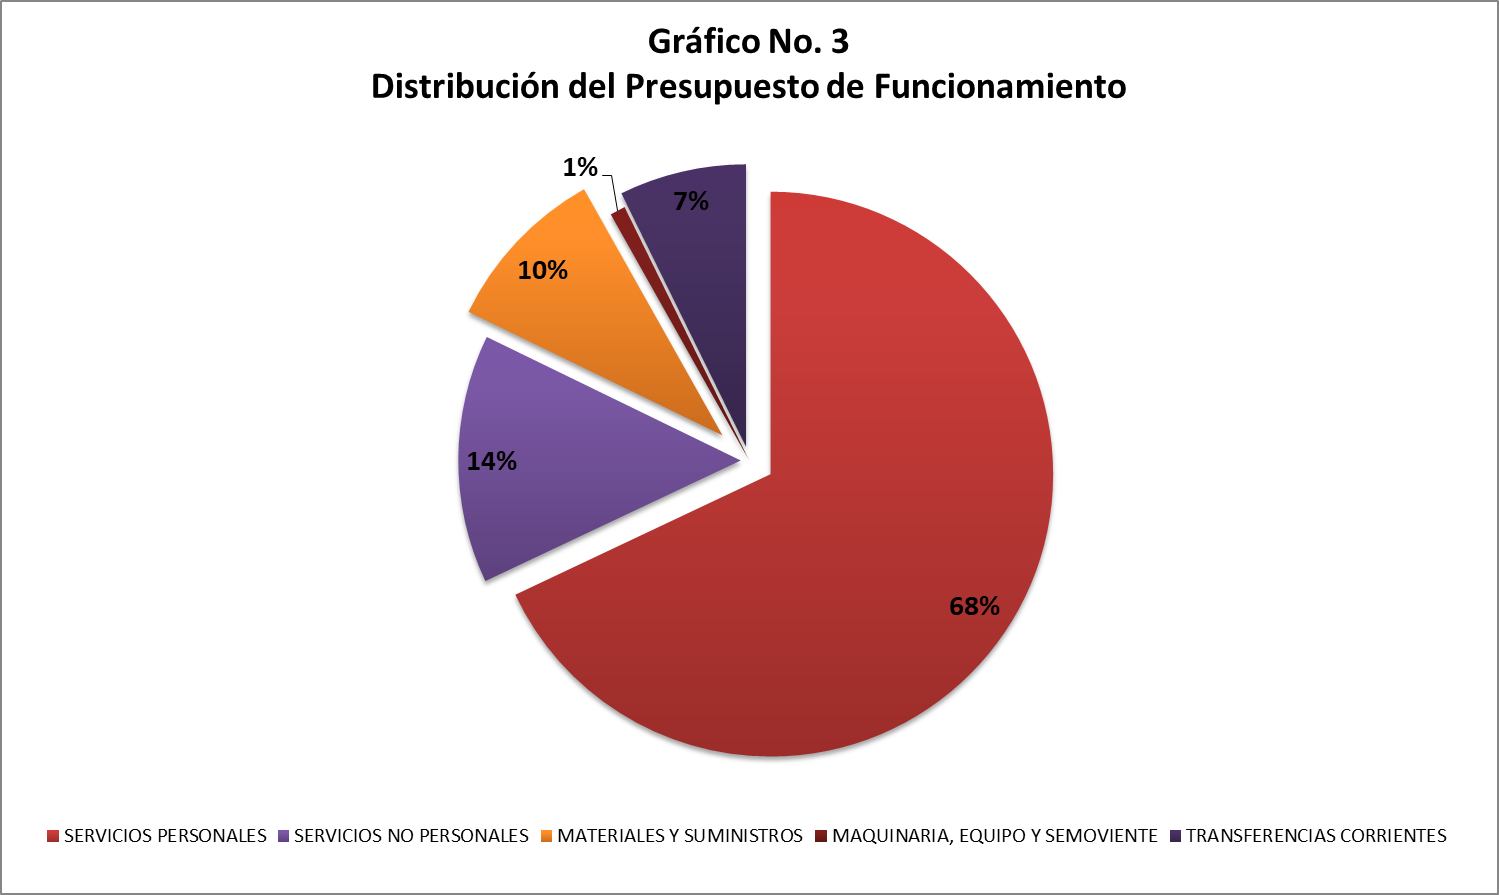 Gráfico No. 3
Distribución del Presupuesto de Funcionamiento
1%
7%
10%
14%
68%
SERVICIOS PERSONALES SERVICIOS NO PERSONALES MATERIALES Y SUMINISTROS MAQUINARIA, EQUIPO Y SEMOVIENTE TRANSFERENCIAS CORRIENTES